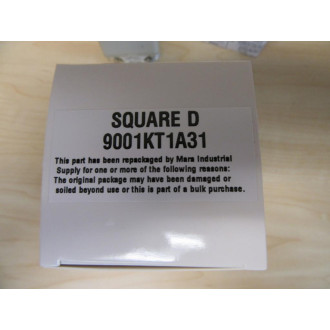 SQUARE D
9001KT1A31
This part has been repackaged by Mara Industrial
Supply for one or more of the following reasons:
The original package may have been damaged or
soiled beyond use or this is part of a bulk purchase.